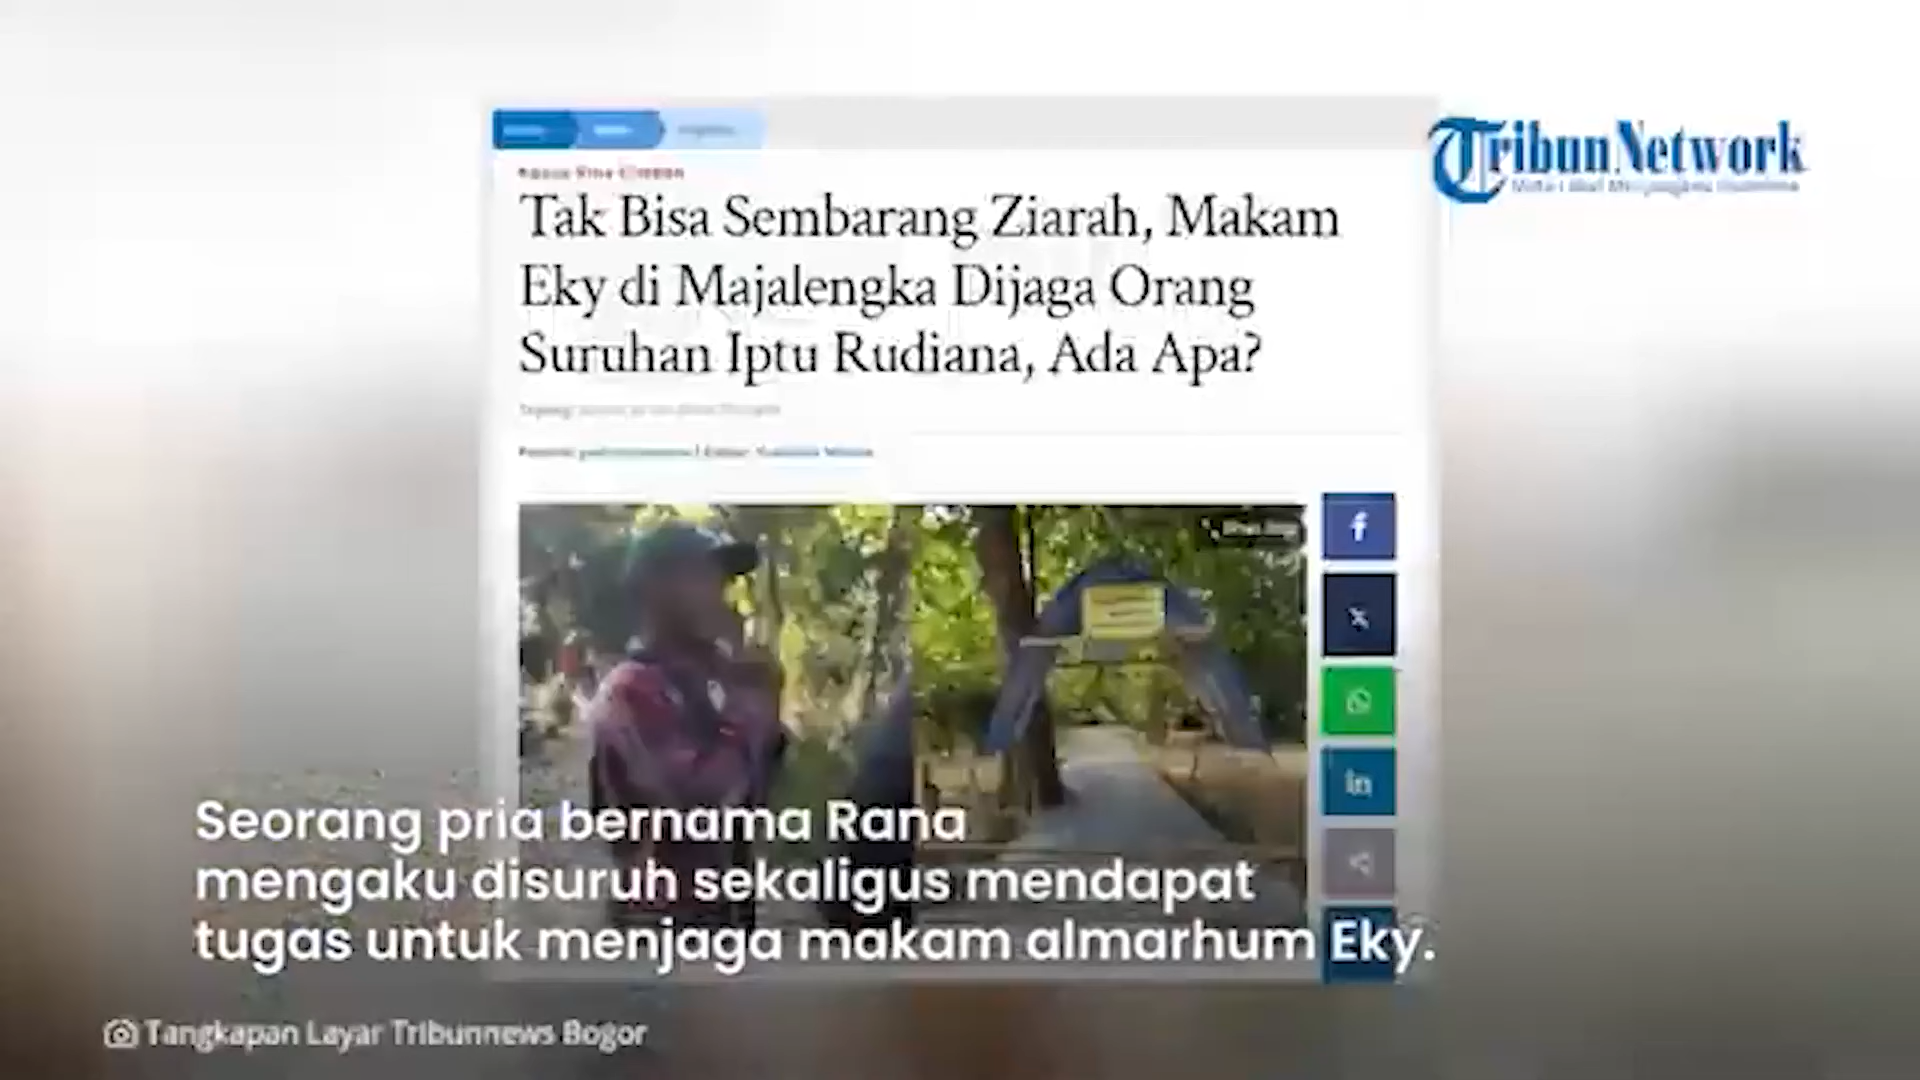 TribunNetwork
Tak Bisa Sembarang Ziarah, Makam
Eky di Majalengka Dijaga Orang
Suruhan Iptu Rudiana, Ada Apa?
Seorang pria bernama Rana
mengaku disuruh sekaligus mendapat
tugas untuk menjaga makam almarhum Eky.
Tangkapan Layar Tribunnews Bogor